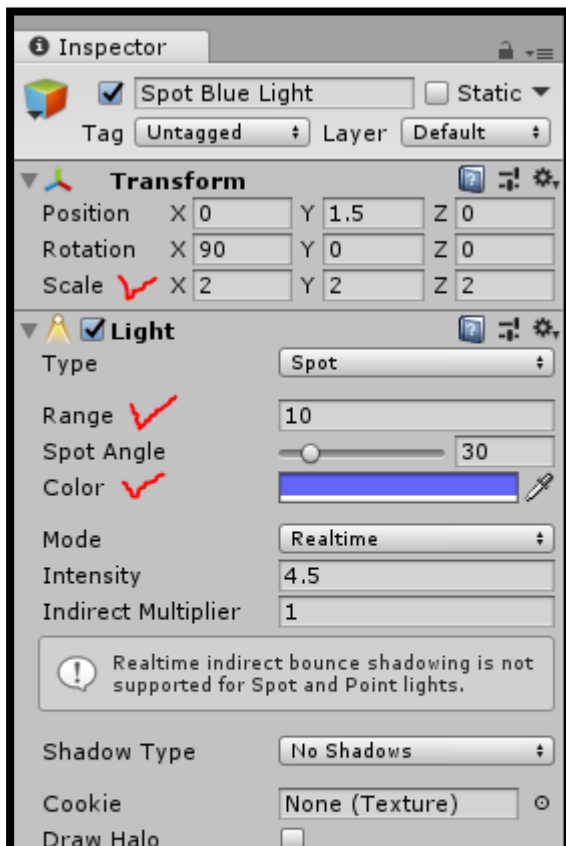 Inspector
Spot Blue Light Static
Tag Untagged Layer Default
Transform
Position X 0 Y 1.5 Z 0
Rotation X 90 Y 0 Z 0
Scale X 2 Y 2 Z 2
Light
Type Spot
Range 10
Spot Angle 30
Color
Mode Realtime
Intensity 4.5
Indirect Multiplier 1
Realtime indirect bounce shadowing is not
supported for Spot and Point lights.
Shadow Type No Shadows
Cookie None (Texture)
Draw Halo